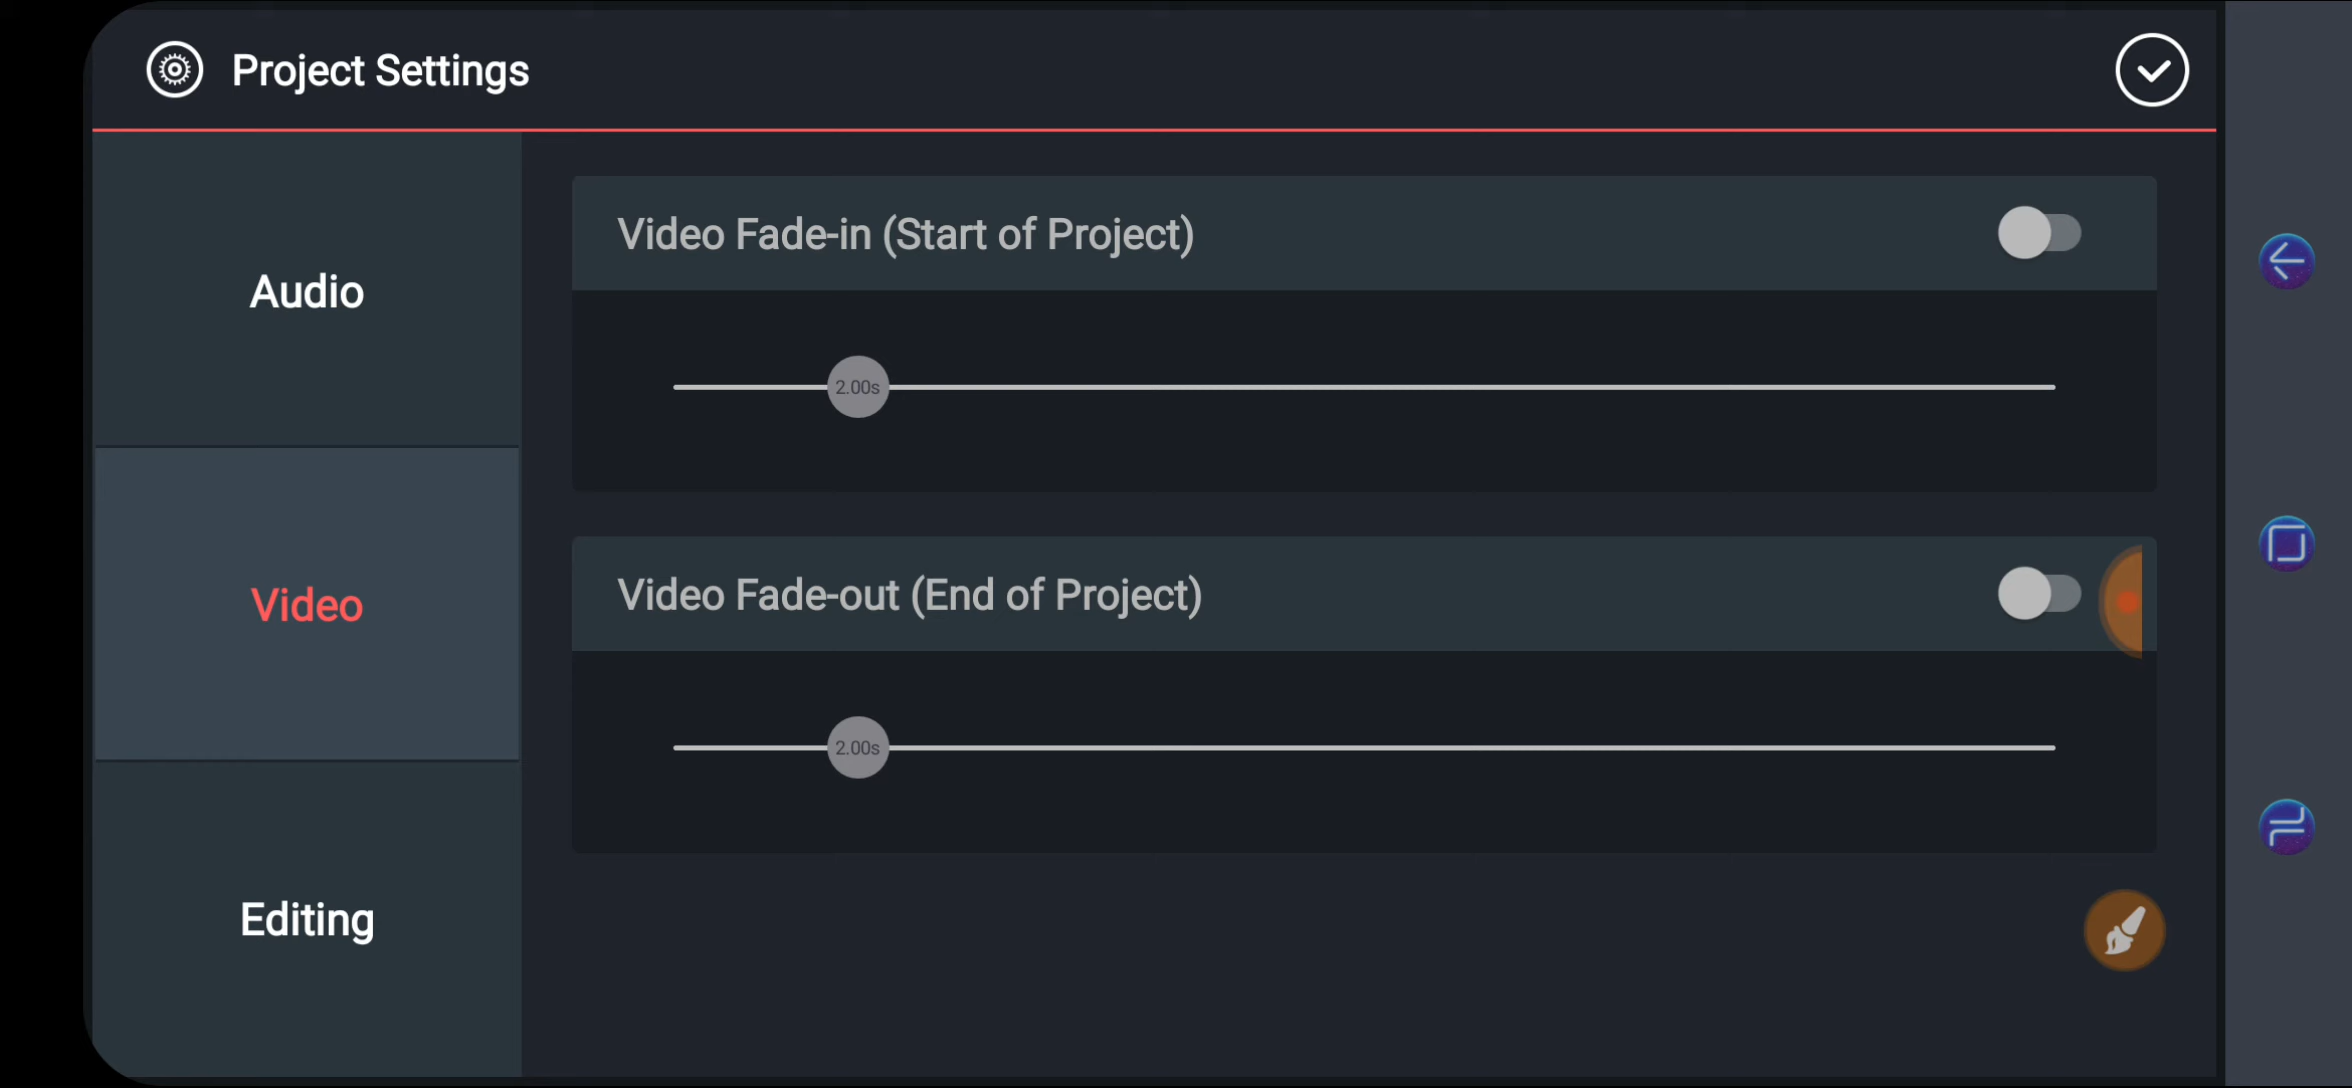 Project Settings
Audio
Video
Editing
Video Fade-in (Start of Project)
2.00s
Video Fade-out (End of Project)
2.00s